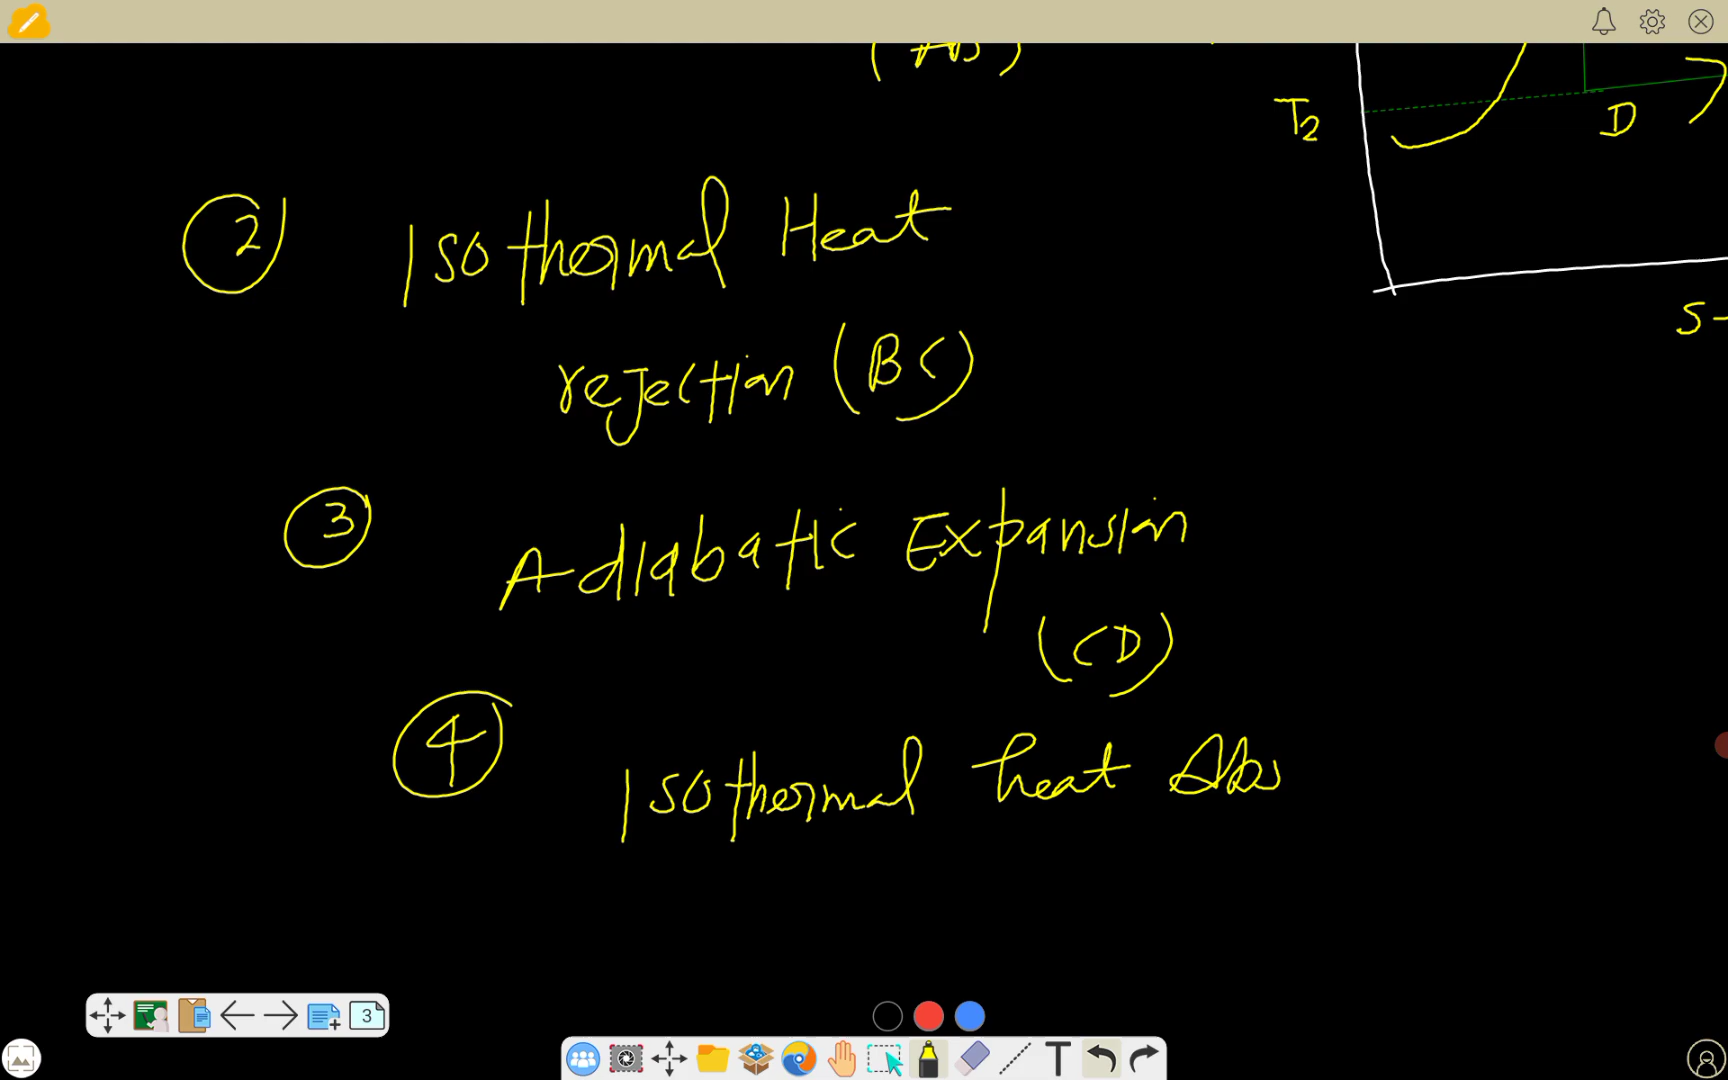 (AB)
T2
D
② Isothermal Heat
S
rejection (BC)
③ Adiabatic Expansion
(CD)
④ Isothermal heat Abs
3
T